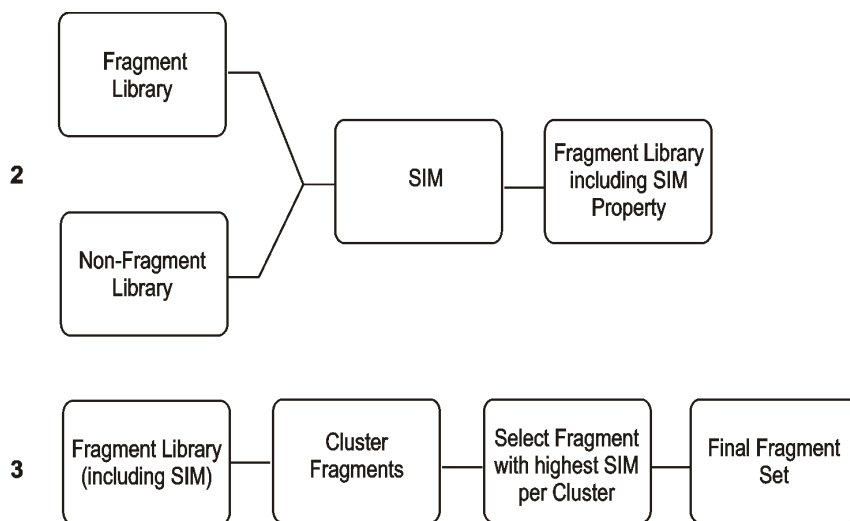 Fragment
Library
2
Non-Fragment
Library
SIM
Fragment Library
including SIM
Property
3
Fragment Library
(including SIM)
Cluster
Fragments
Select Fragment
with highest SIM
per Cluster
Final Fragment
Set